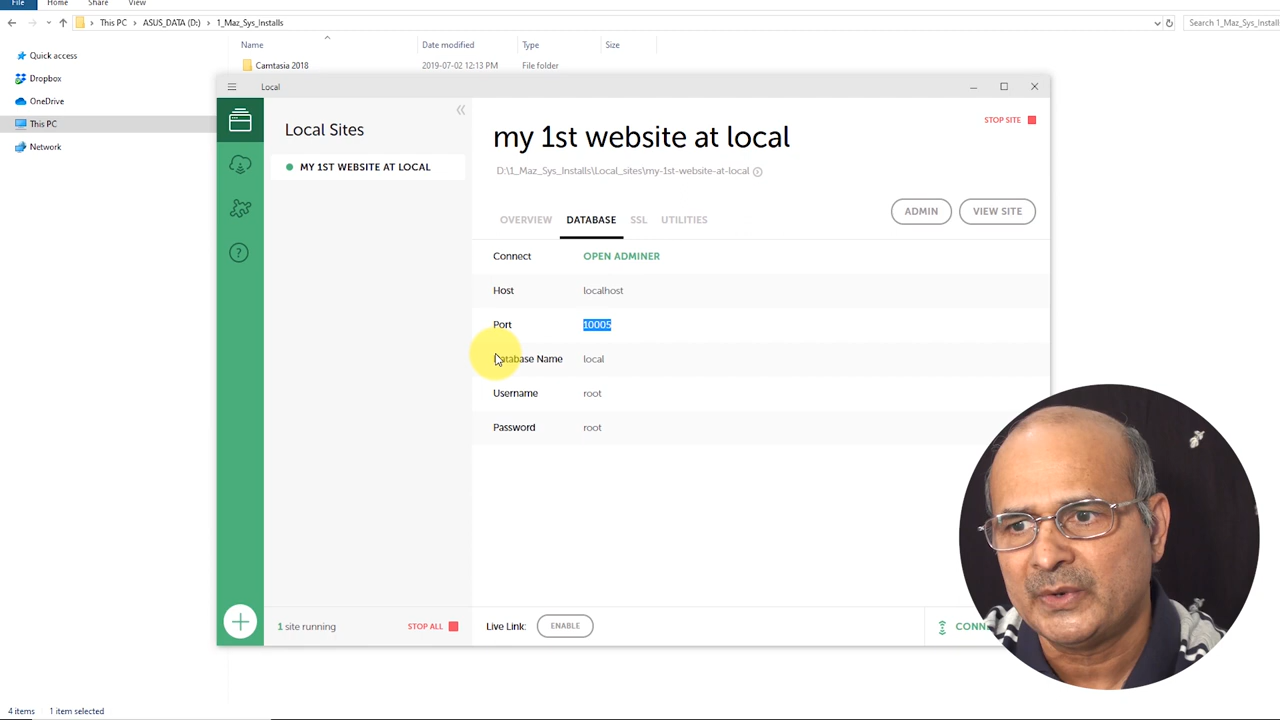 File
Home
Share
View
This PC
ASUS_DATA (D:)
1_Maz_Sys_Installs
Search 1_Maz_Sys_Install
Quick access
Dropbox
OneDrive
This PC
Network
Name
Date modified
Type
Size
Camtasia 2018
2019-07-02 12:13 PM
File folder
Local
Local Sites
MY 1ST WEBSITE AT LOCAL
my 1st website at local
STOP SITE
D:\1_Maz_Sys_Installs\Local_sites\my-1st-website-at-local
OVERVIEW
DATABASE
SSL
UTILITIES
ADMIN
VIEW SITE
Connect
OPEN ADMINER
Host
localhost
Port
10005
Database Name
local
Username
root
Password
root
1 site running
STOP ALL
Live Link:
ENABLE
CONN
4 items
1 item selected